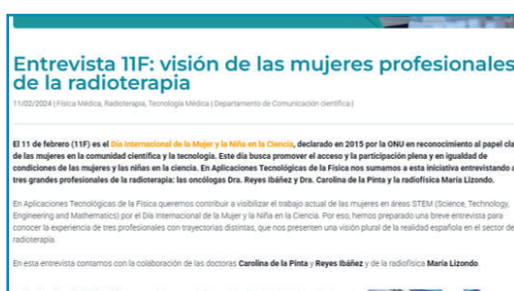 Entrevista 11F: visión de las mujeres profesionales
de la radioterapia
11/02/2024 | Física Médica, Radioterapia, Tecnología Médica | Departamento de Comunicación científica |
El 11 de febrero (11F) es el Día Internacional de la Mujer y la Niña en la Ciencia, declarado en 2015 por la ONU en reconocimiento al papel cla
de las mujeres en la comunidad científica y la tecnología. Este día busca promover el acceso y la participación plena y en igualdad de
condiciones de las mujeres y las niñas en la ciencia. En Aplicaciones Tecnológicas de la Física nos sumamos a esta iniciativa entrevistando a
tres grandes profesionales de la radioterapia: las oncólogas Dra. Reyes Ibáñez y Dra. Carolina de la Pinta y la radiofísica María Lizondo.
En Aplicaciones Tecnológicas de la Física queremos contribuir a visibilizar el trabajo actual de las mujeres en áreas STEM (Science, Technology,
Engineering and Mathematics) por el Día Internacional de la Mujer y la Niña en la Ciencia. Por eso, hemos preparado una breve entrevista para
conocer la experiencia de tres profesionales con trayectorias distintas, que nos presenten una visión plural de la realidad española en el sector de
radioterapia.
En esta entrevista contamos con la colaboración de las doctoras Carolina de la Pinta y Reyes Ibáñez y de la radiofísica María Lizondo.